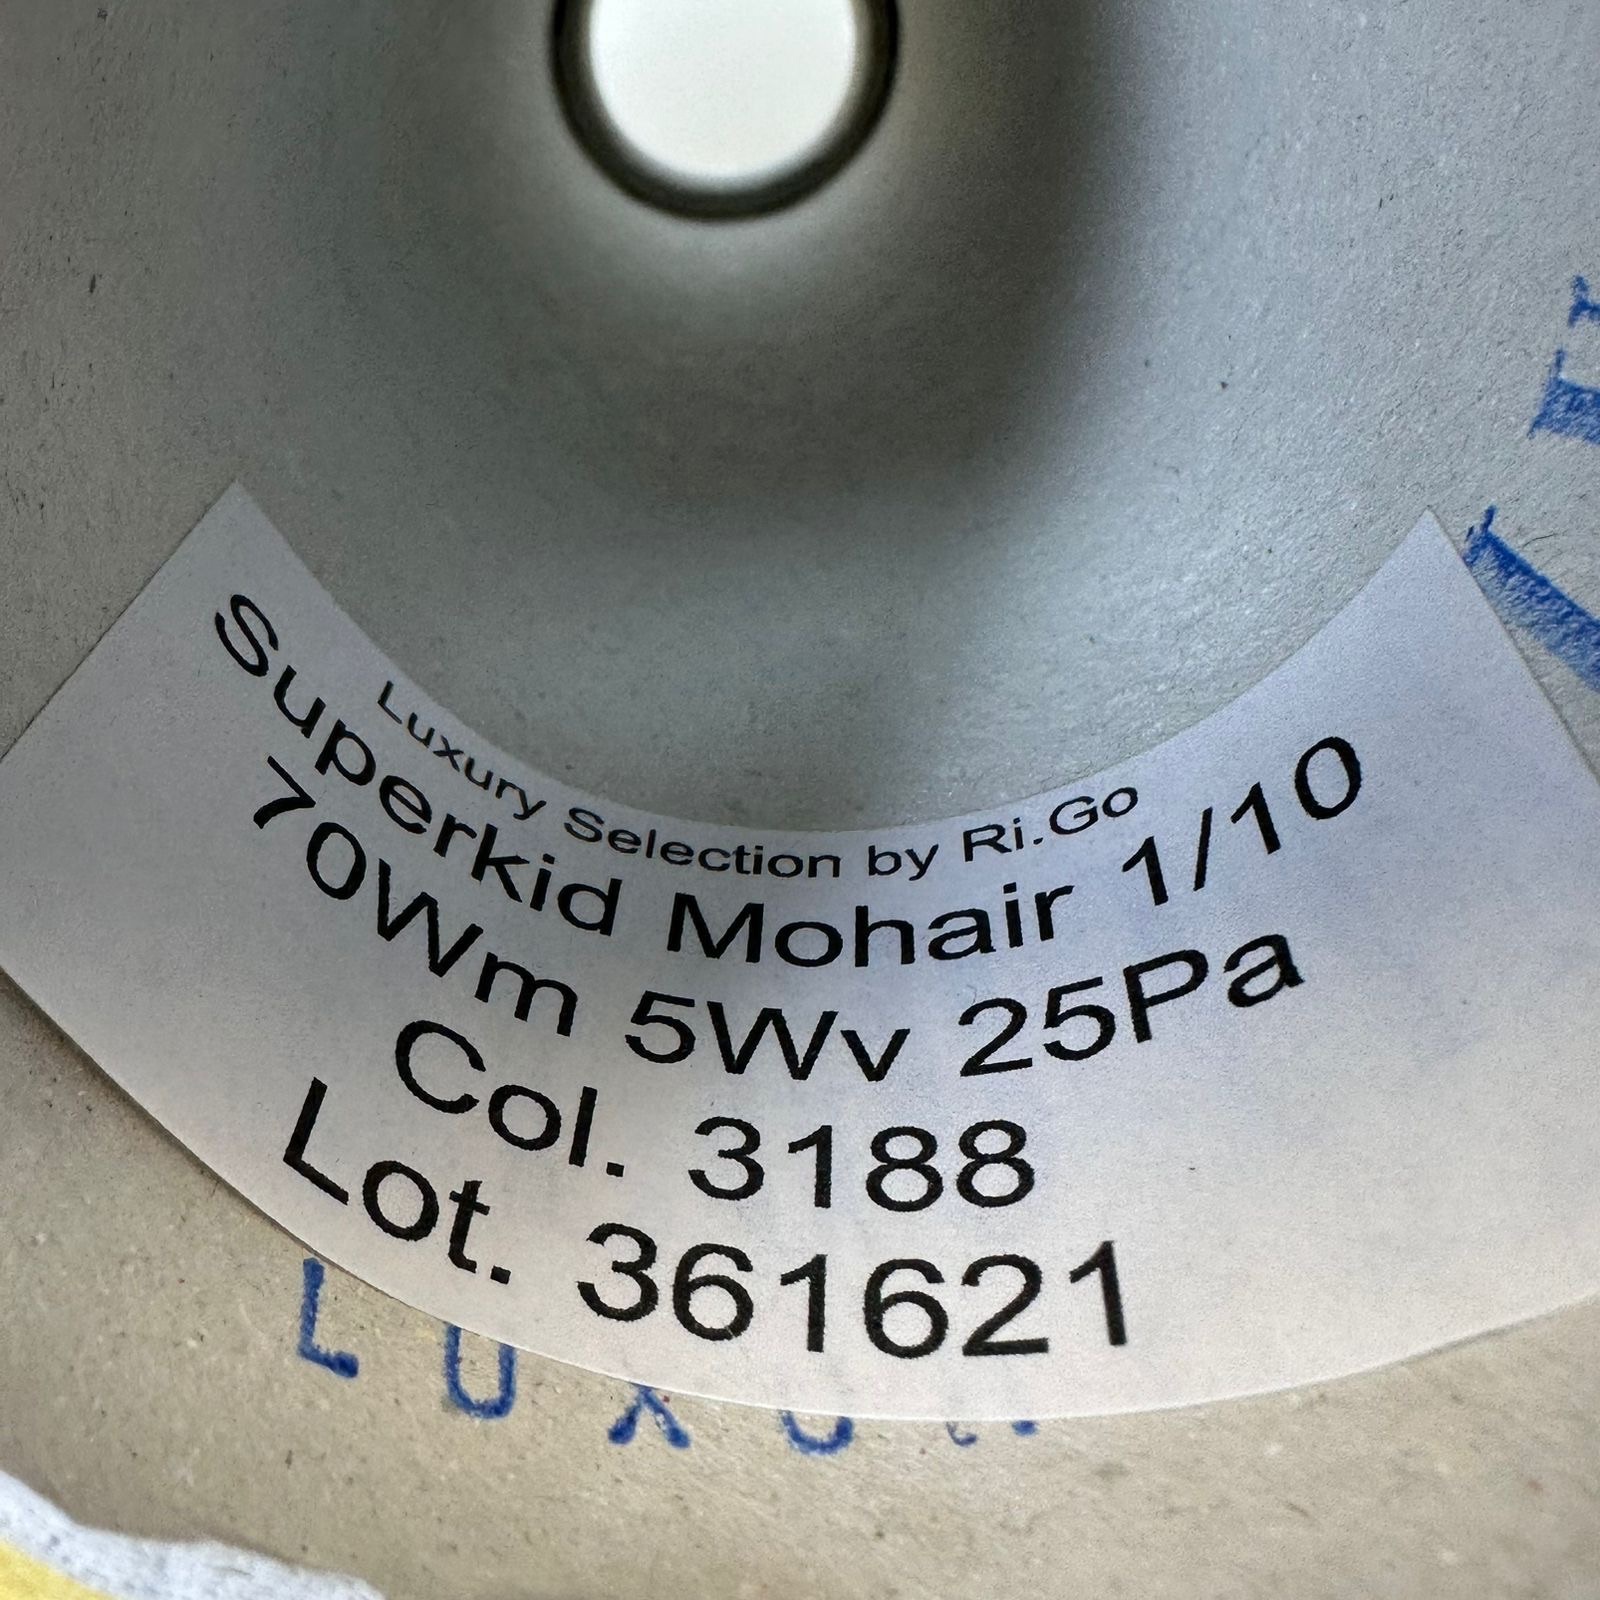 Luxury Selection by Ri.Go
Superkid Mohair 1/10
70Wm 5Wv 25Pa
Col. 3188
Lot. 361621